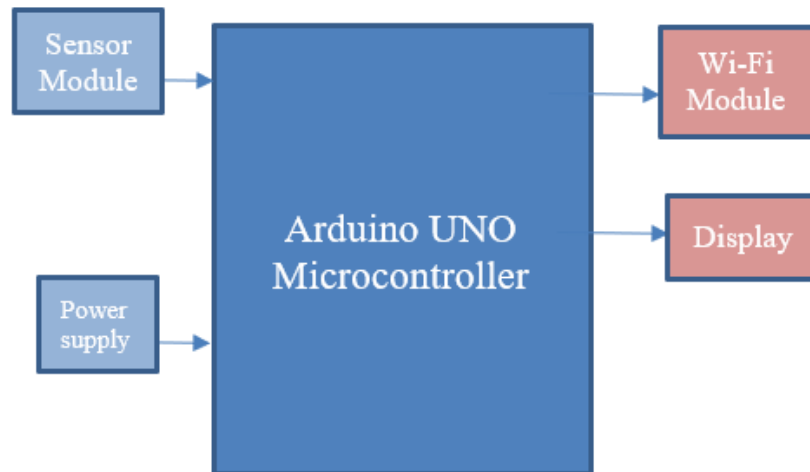 Sensor
Module
Wi-Fi
Module
Arduino UNO
Microcontroller
Display
Power
supply